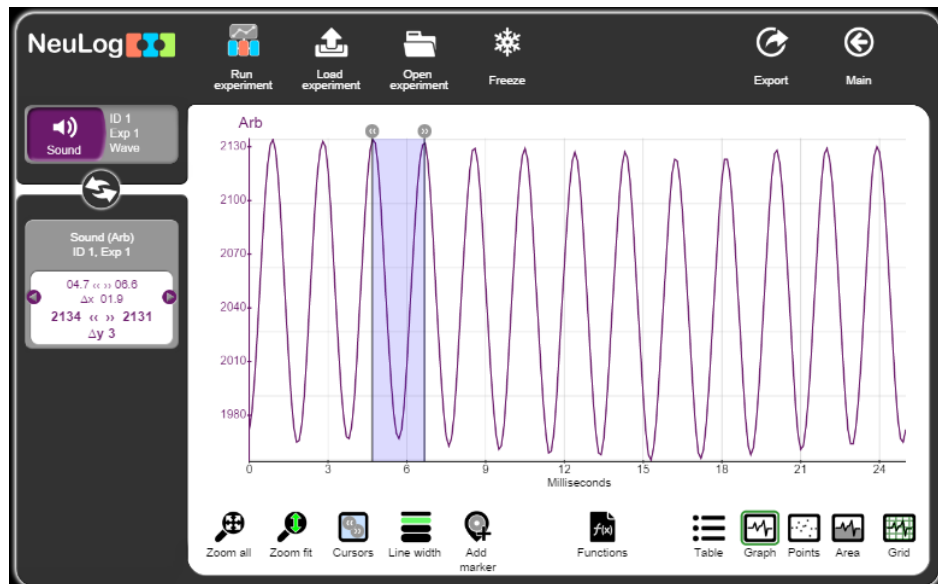 NeuLog
Run
experiment
Load
experiment
Open
experiment
Freeze
Export
Main
Sound
ID 1
Exp 1
Wave
Sound (Arb)
ID 1, Exp 1
04.7 ‹‹ ›› 06.6
Δx 01.9
2134 ‹‹ ›› 2131
Δy 3
Arb
2130
2100
2070
2040
2010
1980
0 3 6 9 12 15 18 21 24
Milliseconds
Zoom all
Zoom fit
Cursors
Line width
Add
marker
f(x)
Functions
Table
Graph
Points
Area
Grid